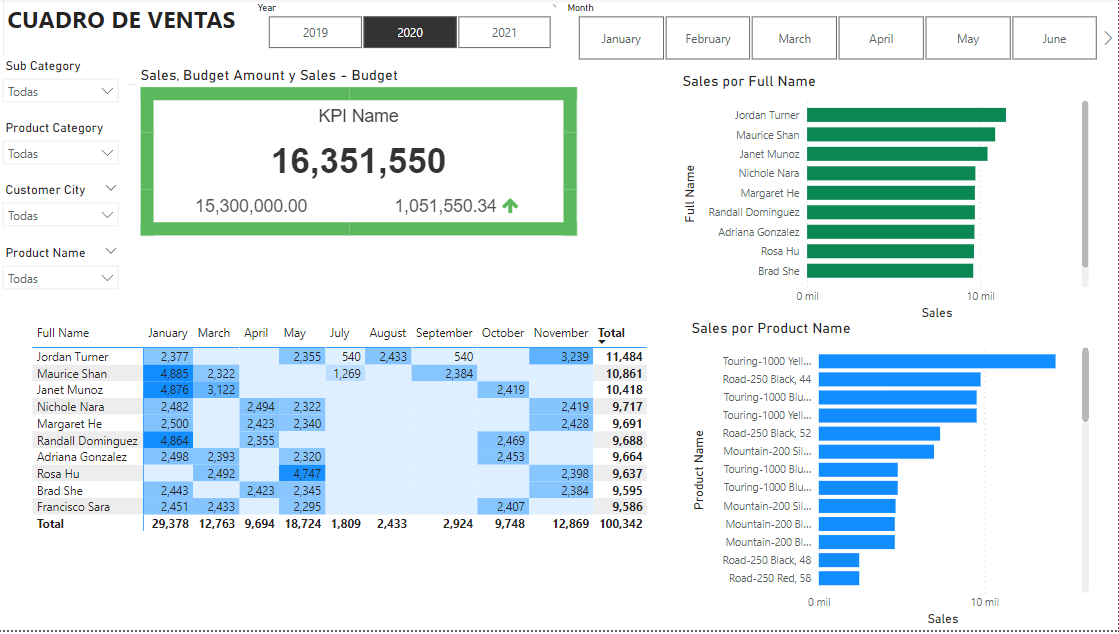 CUADRO DE VENTAS
Year
2019 2020 2021
Month
January February March April May June
Sub Category
Todas
Product Category
Todas
Customer City
Todas
Product Name
Todas
Sales, Budget Amount y Sales - Budget
KPI Name
16,351,550
15,300,000.00 1,051,550.34
Sales por Full Name
Full Name
Jordan Turner
Maurice Shan
Janet Munoz
Nichole Nara
Margaret He
Randall Dominguez
Adriana Gonzalez
Rosa Hu
Brad She
0 mil 10 mil
Sales
Full Name January March April May July August September October November Total
Jordan Turner 2,377 2,355 540 2,433 540 3,239 11,484
Maurice Shan 4,885 2,322 1,269 2,384 10,861
Janet Munoz 4,876 3,122 2,419 10,418
Nichole Nara 2,482 2,494 2,322 2,419 9,717
Margaret He 2,500 2,423 2,340 2,428 9,691
Randall Dominguez 4,864 2,355 2,469 9,688
Adriana Gonzalez 2,498 2,393 2,320 2,453 9,664
Rosa Hu 2,492 4,747 2,398 9,637
Brad She 2,443 2,423 2,345 2,384 9,595
Francisco Sara 2,451 2,433 2,295 2,407 9,586
Total 29,378 12,763 9,694 18,724 1,809 2,433 2,924 9,748 12,869 100,342
Sales por Product Name
Product Name
Touring-1000 Yell...
Road-250 Black, 44
Touring-1000 Blu...
Touring-1000 Yell...
Road-250 Black, 52
Mountain-200 Sil...
Touring-1000 Blu...
Touring-1000 Blu...
Mountain-200 Sil...
Mountain-200 Bl...
Mountain-200 Bl...
Road-250 Black, 48
Road-250 Red, 58
0 mil 10 mil
Sales